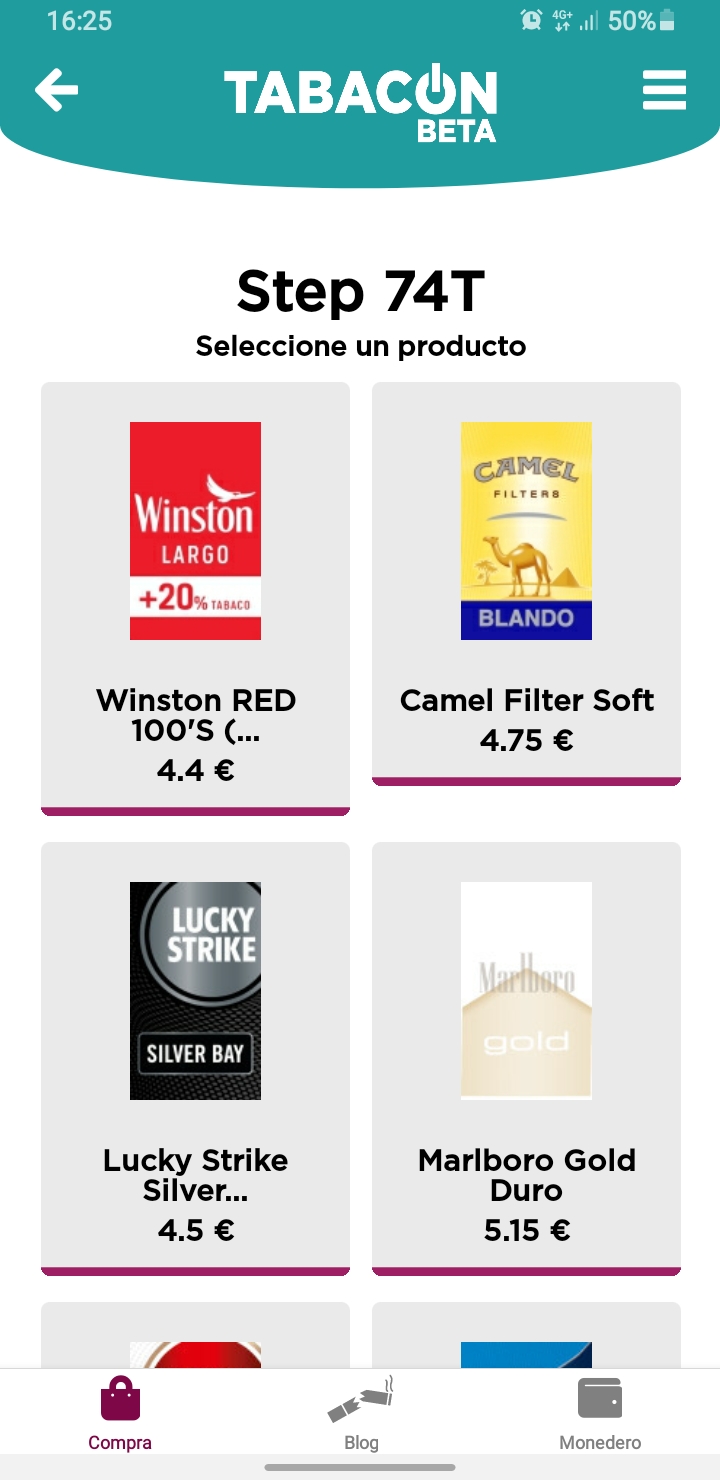 16:25
4G+
50%
TABACON
BETA
Step 74T
Seleccione un producto
Winston
LARGO
+20% TABACO
Winston RED
100'S (...
4.4 €
CAMEL
FILTERS
BLANDO
Camel Filter Soft
4.75 €
LUCKY
STRIKE
SILVER BAY
Lucky Strike
Silver...
4.5 €
Marlboro
gold
Marlboro Gold
Duro
5.15 €
Compra
Blog
Monedero